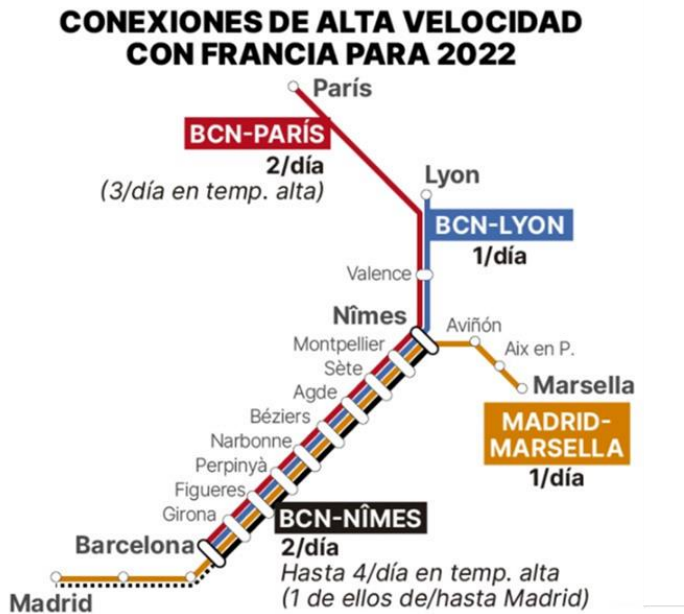 CONEXIONES DE ALTA VELOCIDAD
CON FRANCIA PARA 2022
París
BCN-PARÍS
2/día
(3/día en temp. alta)
Lyon
BCN-LYON
1/día
Valence
Nîmes
Aviñón
Montpellier
Aix en P.
Sète
Marsella
Agde
MADRID-
MARSELLA
1/día
Béziers
Narbonne
Perpinyà
Figueres
Girona
BCN-NÎMES
2/día
Hasta 4/día en temp. alta
(1 de ellos de/hasta Madrid)
Barcelona
Madrid